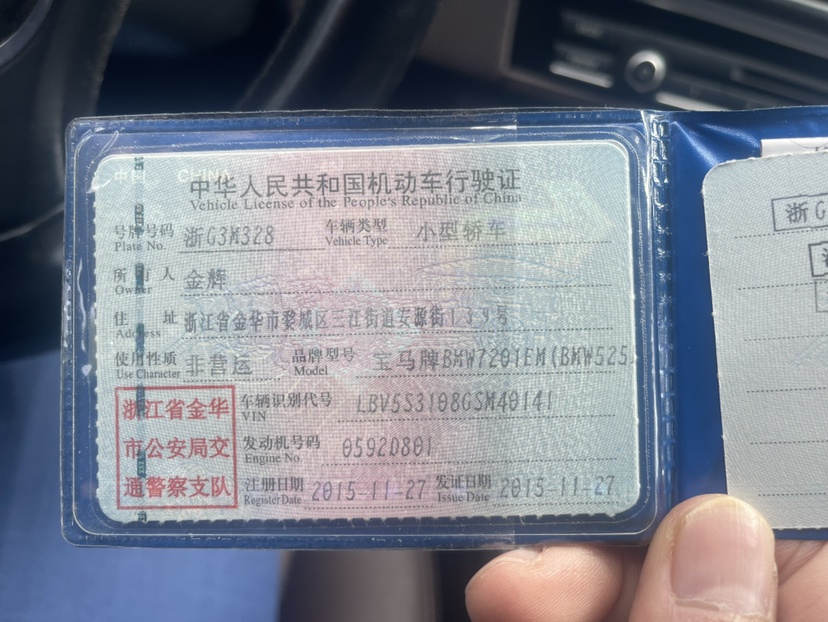 中国 CHINA
中华人民共和国机动车行驶证
Vehicle License of the People's Republic of China
号牌号码 浙G3M328 车辆类型 小型轿车
Plate No. Vehicle Type
所有人 金辉
Owner
住址 浙江省金华市婺城区三江街道安源街139号
Address
使用性质 非营运 品牌型号 宝马牌BMW7201EM(BMW525
Use Character Model
浙江省金华
市公安局交
通警察支队
车辆识别代号 LBV5S3108GSM40141
VIN
发动机号码 05920801
Engine No.
注册日期 2015-11-27 发证日期 2015-11-27
Register Date Issue Date
浙G